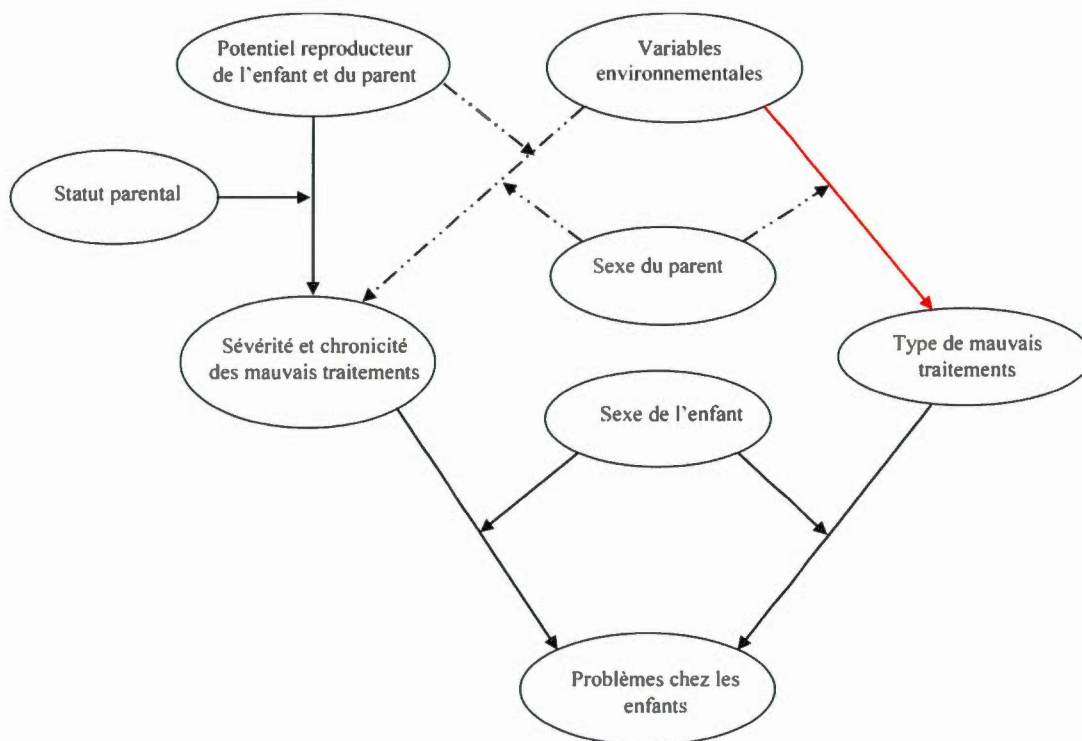 Potentiel reproducteur
de l'enfant et du parent
Variables
environnementales
Statut parental
Sexe du parent
Sévérité et chronicité
des mauvais traitements
Type de mauvais
traitements
Sexe de l'enfant
Problèmes chez les
enfants